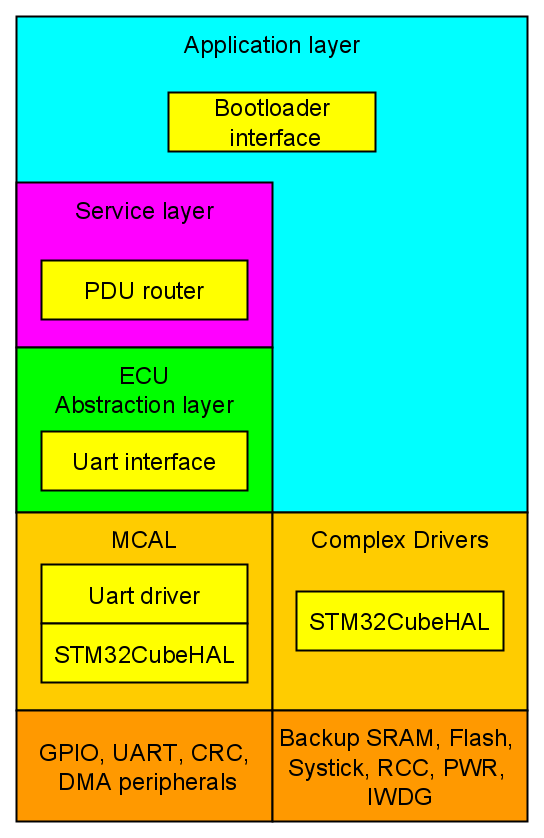 Application layer
Bootloader
interface
Service layer
PDU router
ECU
Abstraction layer
Uart interface
MCAL
Uart driver
STM32CubeHAL
Complex Drivers
STM32CubeHAL
GPIO, UART, CRC,
DMA peripherals
Backup SRAM, Flash,
Systick, RCC, PWR,
IWDG